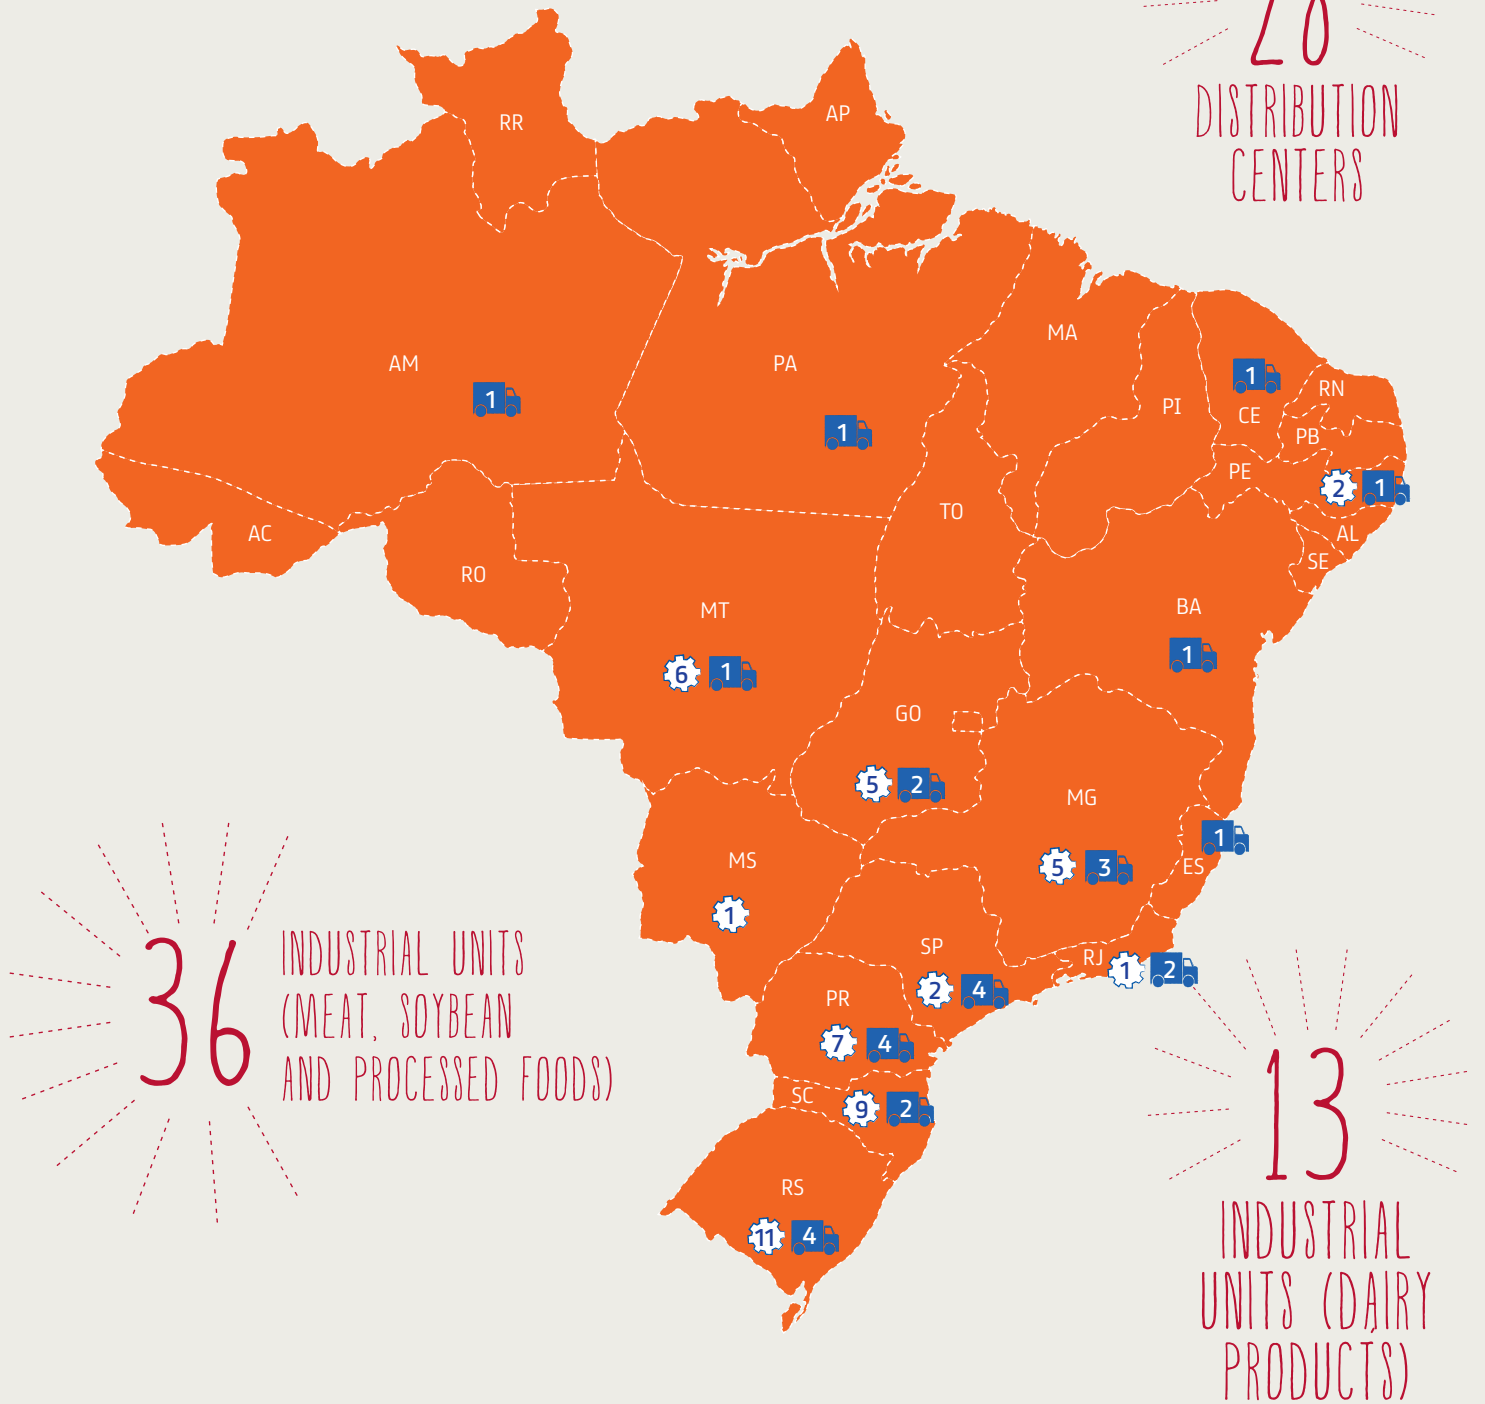 DISTRIBUTION
CENTERS
RR
AP
AM
1
PA
1
MA
PI
1
CE
RN
PB
PE
2 1
AL
SE
TO
AC
RO
MT
6 1
BA
1
GO
5 2
MG
5 3
1
ES
MS
1
SP
2 4
RJ 1 2
PR
7 4
SC
9 2
RS
11 4
36
INDUSTRIAL UNITS
(MEAT, SOYBEAN
AND PROCESSED FOODS)
13
INDUSTRIAL
UNITS (DAIRY
PRODUCTS)